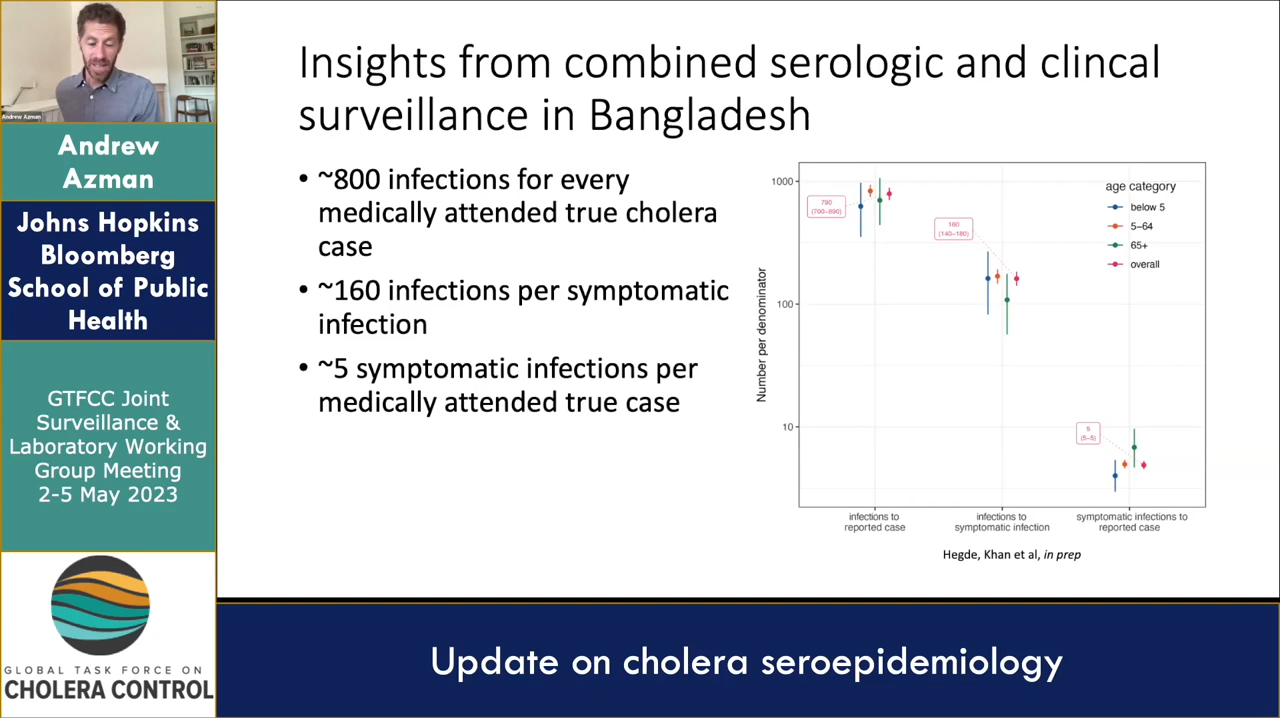 Andrew Azman
Andrew
Azman
Johns Hopkins
Bloomberg
School of Public
Health
GTFCC Joint
Surveillance &
Laboratory Working
Group Meeting
2-5 May 2023
GLOBAL TASK FORCE ON
CHOLERA CONTROL
Insights from combined serologic and clincal
surveillance in Bangladesh
• ~800 infections for every
medically attended true cholera
case
• ~160 infections per symptomatic
infection
• ~5 symptomatic infections per
medically attended true case
Number per denominator
1000
100
10
790
(700–890)
160
(140–180)
5
(5–5)
age category
below 5
5–64
65+
overall
infections to
reported case
infections to
symptomatic infection
symptomatic infections to
reported case
Hegde, Khan et al, in prep
Update on cholera seroepidemiology